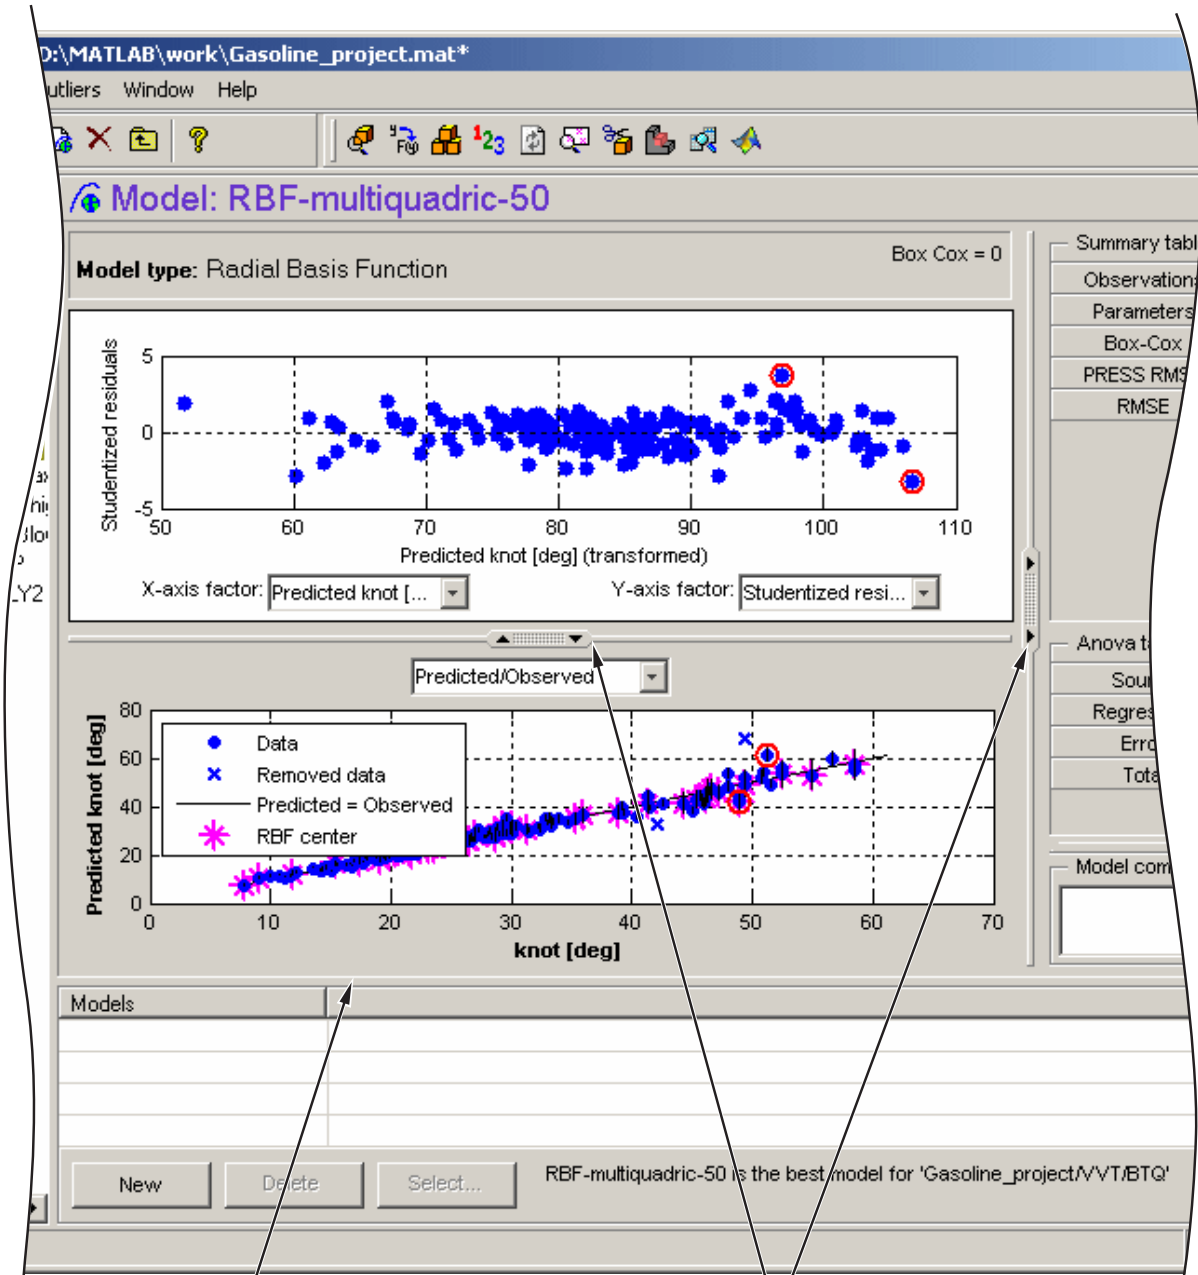 D:\MATLAB\work\Gasoline_project.mat*
utliers Window Help
Model: RBF-multiquadric-50
Model type: Radial Basis Function
Box Cox = 0
Studentized residuals
5
0
-5
50 60 70 80 90 100 110
Predicted knot [deg] (transformed)
X-axis factor: Predicted knot [...
Y-axis factor: Studentized resi...
Predicted/Observed
Predicted knot [deg]
80
60
40
20
0
Data
Removed data
Predicted = Observed
RBF center
0 10 20 30 40 50 60 70
knot [deg]
Summary tabl
Observation
Parameters
Box-Cox
PRESS RMS
RMSE
Anova t
Sour
Regres
Erro
Tota
Model com
_Y2
Models
New Delete Select...
RBF-multiquadric-50 is the best model for 'Gasoline_project/VVT/BTQ'